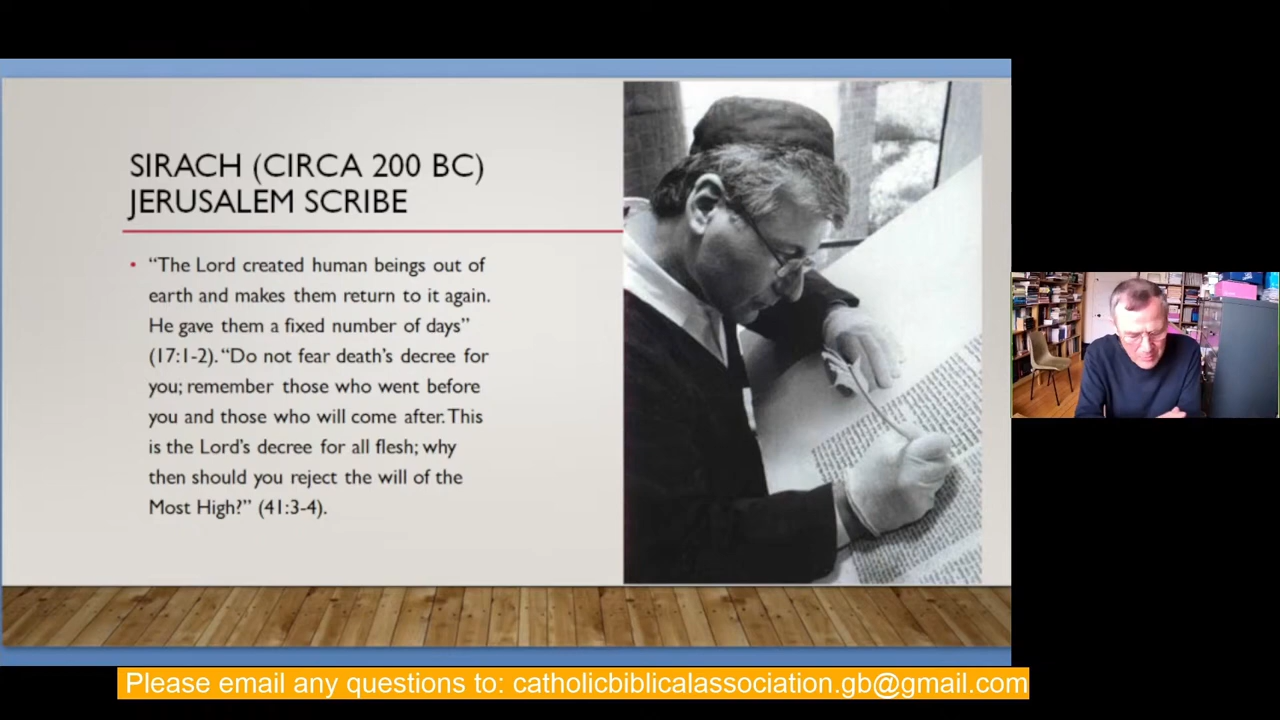 SIRACH (CIRCA 200 BC)
JERUSALEM SCRIBE
• “The Lord created human beings out of
earth and makes them return to it again.
He gave them a fixed number of days”
(17:1-2). “Do not fear death’s decree for
you; remember those who went before
you and those who will come after. This
is the Lord’s decree for all flesh; why
then should you reject the will of the
Most High?” (41:3-4).
Please email any questions to: catholicbiblicalassociation.gb@gmail.com